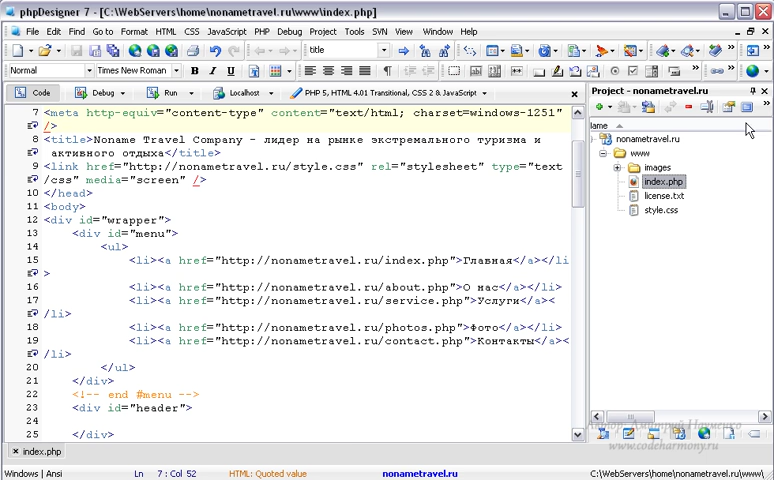 phpDesigner 7 - [C:\WebServers\home\nonametravel.ru\www\index.php]
File Edit Search Go to Format HTML CSS JavaScript PHP Debug Project Tools SVN View Window Help
title
Normal Times New Roman B I U
Code Debug Run Localhost PHP 5, HTML 4.01 Transitional, CSS 2 & JavaScript
7 <meta http-equiv="content-type" content="text/html; charset=windows-1251"
/>
8 <title>Noname Travel Company - лидер на рынке экстремального туризма и
активного отдыха</title>
9 <link href="http://nonametravel.ru/style.css" rel="stylesheet" type="text
/css" media="screen" />
10 </head>
11 <body>
12 <div id="wrapper">
13 <div id="menu">
14 <ul>
15 <li><a href="http://nonametravel.ru/index.php">Главная</a></li
>
16 <li><a href="http://nonametravel.ru/about.php">О нас</a></li>
17 <li><a href="http://nonametravel.ru/service.php">Услуги</a><
/li>
18 <li><a href="http://nonametravel.ru/photos.php">Фото</a></li>
19 <li><a href="http://nonametravel.ru/contact.php">Контакты</a><
/li>
20 </ul>
21 </div>
22 <!-- end #menu -->
23 <div id="header">
24
25 </div>
Project - nonametravel.ru
lame
nonametravel.ru
www
images
index.php
license.txt
style.css
Автор: Дмитрий Науменко
www.codeharmony.ru
index.php
Windows | Ansi Ln 7 : Col 52 HTML: Quoted value nonametravel.ru C:\WebServers\home\nonametravel.ru\www\